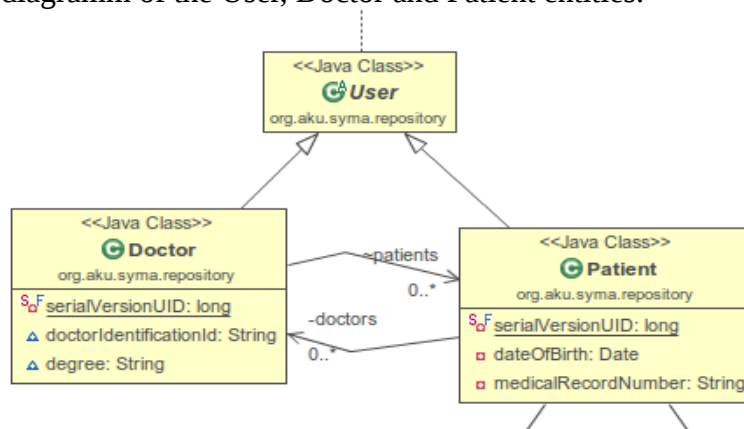 diagramm of the User, Doctor and Patient entities.
<<Java Class>>
User
org.aku.syma.repository
<<Java Class>>
Doctor
org.aku.syma.repository
serialVersionUID: long
doctorIdentificationId: String
degree: String
~patients
0..*
-doctors
0..*
<<Java Class>>
Patient
org.aku.syma.repository
serialVersionUID: long
dateOfBirth: Date
medicalRecordNumber: String